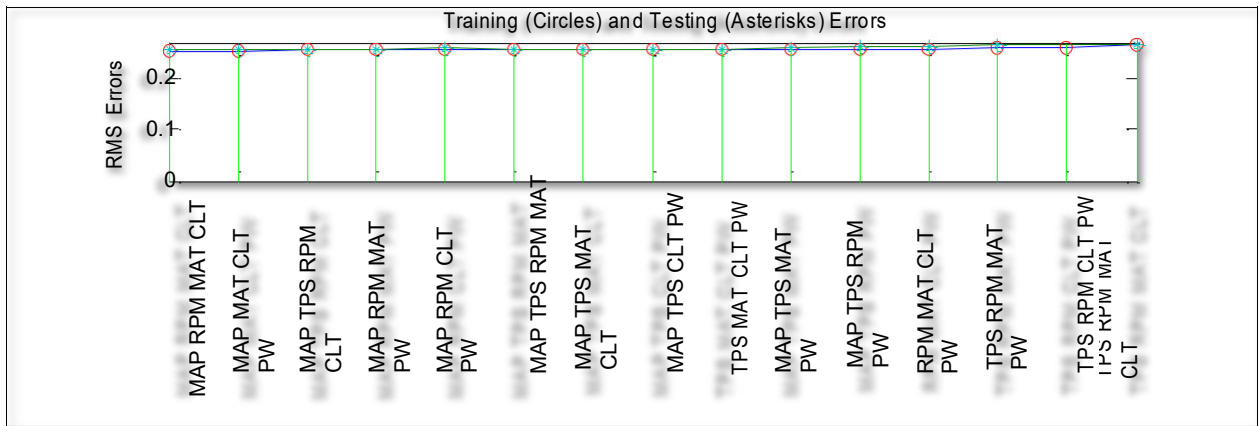 Training (Circles) and Testing (Asterisks) Errors
RMS Errors
0.2
0.1
0
MAP RPM MAT CLT
MAP MAT CLT
PW
MAP TPS RPM
CLT
MAP RPM MAT
PW
MAP RPM CLT
PW
MAP TPS RPM MAT
MAP TPS MAT
CLT
MAP TPS CLT PW
TPS MAT CLT PW
MAP TPS MAT
PW
MAP TPS RPM
PW
RPM MAT CLT
PW
TPS RPM MAT
PW
TPS RPM CLT PW
TPS RPM MAT
CLT